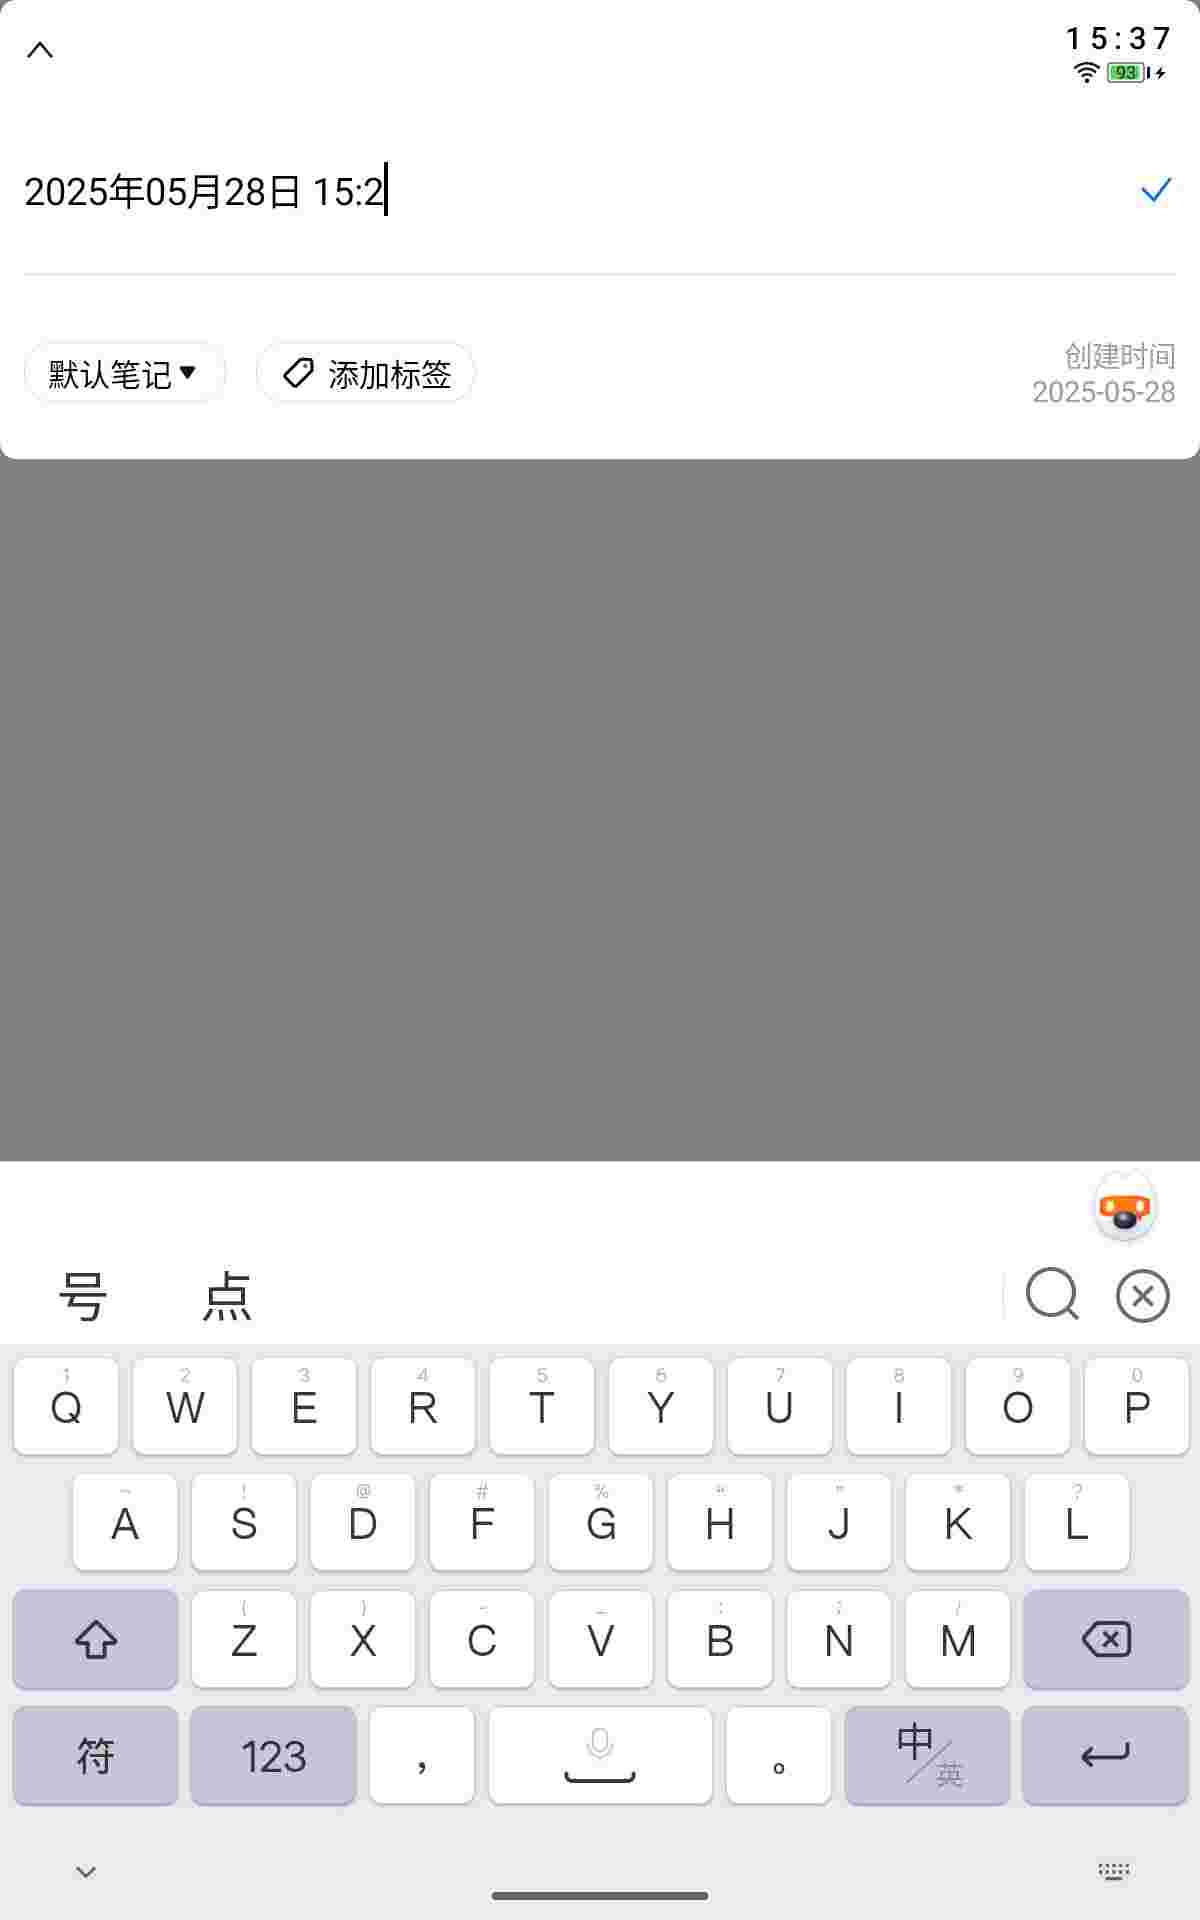 15:37
93
2025年05月28日 15:2
默认笔记 添加标签
创建时间
2025-05-28
号 点
1 2 3 4 5 6 7 8 9 0
Q W E R T Y U I O P
~ ! @ # % “ ” * ?
A S D F G H J K L
( ) - _ : ; /
Z X C V B N M
符 123 ， 。 中/英